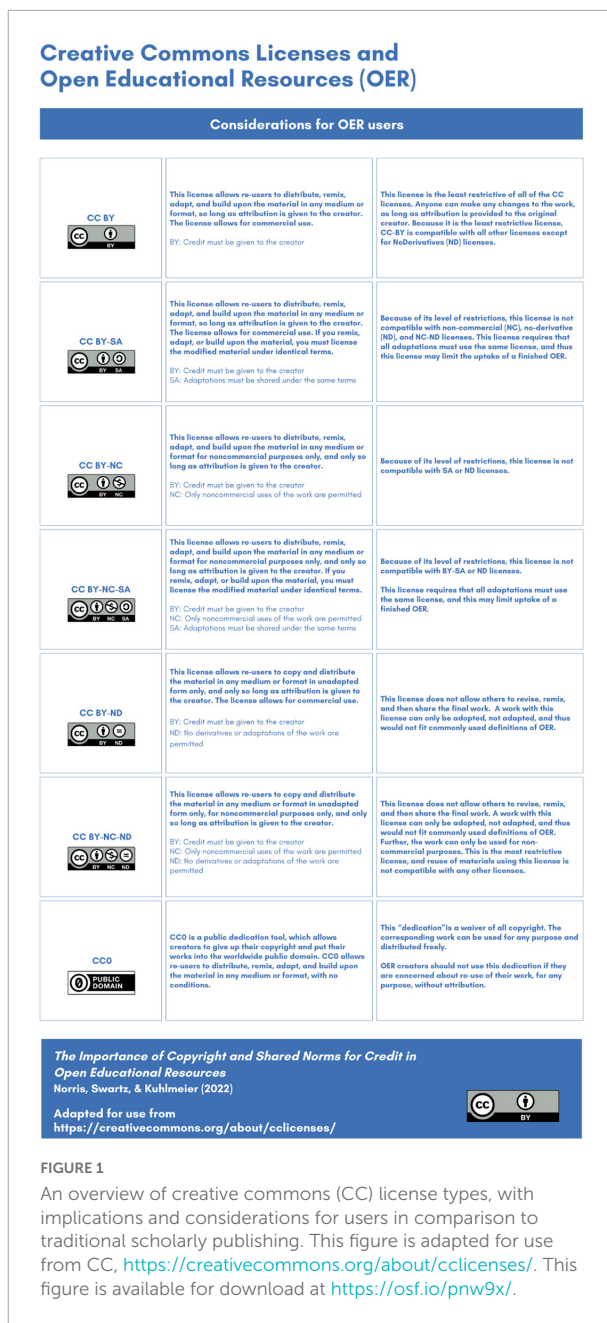 Creative Commons Licenses and
Open Educational Resources (OER)
Considerations for OER users
CC BY
cc
BY
This license allows re-users to distribute, remix,
adapt, and build upon the material in any medium or
format, so long as attribution is given to the creator.
The license allows for commercial use.
BY: Credit must be given to the creator
This license is the least restrictive of all of the CC
licenses. Anyone can make any changes to the work,
as long as attribution is provided to the original
creator. Because it is the least restrictive license,
CC-BY is compatible with all other licenses except
for NoDerivatives (ND) licenses.
CC BY-SA
cc
BY SA
This license allows re-users to distribute, remix,
adapt, and build upon the material in any medium or
format, so long as attribution is given to the creator.
The license allows for commercial use. If you remix,
adapt, or build upon the material, you must license
the modified material under identical terms.
BY: Credit must be given to the creator
SA: Adaptations must be shared under the same terms
Because of its level of restrictions, this license is not
compatible with non-commercial (NC), no-derivative
(ND), and NC-ND licenses. This license requires that
all adaptations must use the same license, and thus
this license may limit the uptake of a finished OER.
CC BY-NC
cc
BY NC
This license allows re-users to distribute, remix,
adapt, and build upon the material in any medium or
format for noncommercial purposes only, and only so
long as attribution is given to the creator.
BY: Credit must be given to the creator
NC: Only noncommercial uses of the work are permitted
Because of its level of restrictions, this license is not
compatible with SA or ND licenses.
CC BY-NC-SA
cc
BY NC SA
This license allows re-users to distribute, remix,
adapt, and build upon the material in any medium or
format for noncommercial purposes only, and only so
long as attribution is given to the creator. If you
remix, adapt, or build upon the material, you must
license the modified material under identical terms.
BY: Credit must be given to the creator
NC: Only noncommercial uses of the work are permitted
SA: Adaptations must be shared under the same terms
Because of its level of restrictions, this license is not
compatible with BY-SA or ND licenses.
This license requires that all adaptations must use
the same license, and this may limit uptake of a
finished OER.
CC BY-ND
cc
BY ND
This license allows re-users to copy and distribute
the material in any medium or format in unadapted
form only, and only so long as attribution is given to
the creator. The license allows for commercial use.
BY: Credit must be given to the creator
ND: No derivatives or adaptations of the work are
permitted
This license does not allow others to revise, remix,
and then share the final work. A work with this
license can only be adopted, not adapted, and thus
would not fit commonly used definitions of OER.
CC BY-NC-ND
cc
BY NC ND
This license allows re-users to copy and distribute
the material in any medium or format in unadapted
form only, for noncommercial purposes only, and only
so long as attribution is given to the creator.
BY: Credit must be given to the creator
NC: Only noncommercial uses of the work are permitted
ND: No derivatives or adaptations of the work are
permitted
This license does not allow others to revise, remix,
and then share the final work. A work with this
license can only be adopted, not adapted, and thus
would not fit commonly used definitions of OER.
Further, the work can only be used for non-
commercial purposes. This is the most restrictive
license, and reuse of materials using this license is
not compatible with any other licenses.
CC0
0 PUBLIC
DOMAIN
CC0 is a public dedication tool, which allows
creators to give up their copyright and put their
works into the worldwide public domain. CC0 allows
re-users to distribute, remix, adapt, and build upon
the material in any medium or format, with no
conditions.
This "dedication"is a waiver of all copyright. The
corresponding work can be used for any purpose and
distributed freely.
OER creators should not use this dedication if they
are concerned about re-use of their work, for any
purpose, without attribution.
The Importance of Copyright and Shared Norms for Credit in
Open Educational Resources
Norris, Swartz, & Kuhlmeier (2022)
Adapted for use from
https://creativecommons.org/about/cclicenses/
cc
BY
FIGURE 1
An overview of creative commons (CC) license types, with
implications and considerations for users in comparison to
traditional scholarly publishing. This figure is adapted for use
from CC, https://creativecommons.org/about/cclicenses/. This
figure is available for download at https://osf.io/pnw9x/.